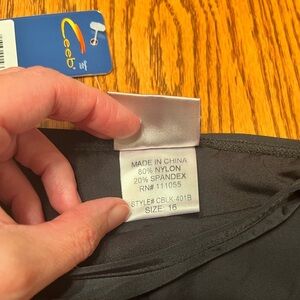 MADE IN CHINA
80% NYLON
20% SPANDEX
RN# 111055
STYLE# CBLK-401B
SIZE: 16